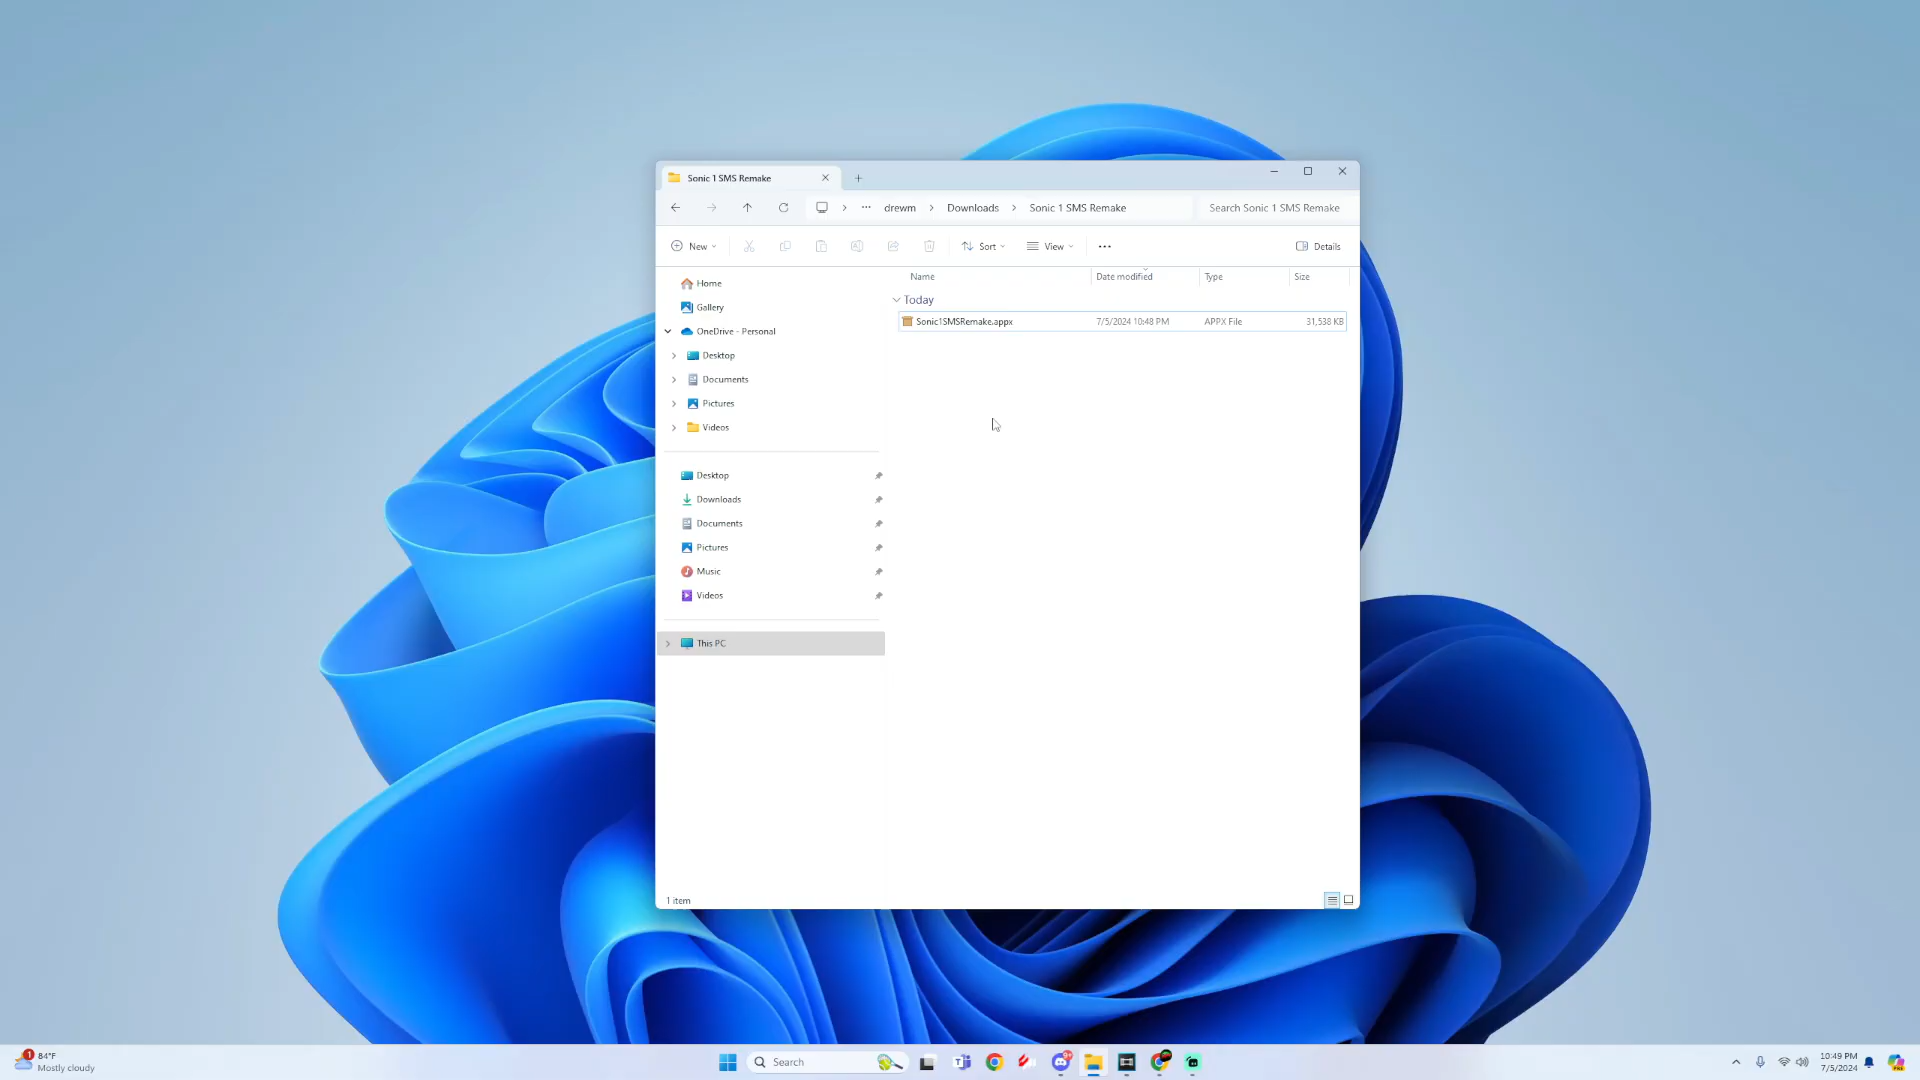 Sonic 1 SMS Remake
drewm
Downloads
Sonic 1 SMS Remake
Search Sonic 1 SMS Remake
New
Sort
View
Details
Name
Date modified
Type
Size
Home
Gallery
OneDrive - Personal
Desktop
Documents
Pictures
Videos
Today
Sonic1SMSRemake.appx
7/5/2024 10:48 PM
APPX File
31,538 KB
Desktop
Downloads
Documents
Pictures
Music
Videos
This PC
1 item
1
84°F
Mostly cloudy
Search
9+
10:49 PM
7/5/2024